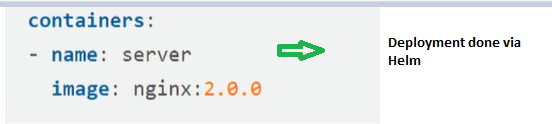 containers:
- name: server
image: nginx:2.0.0
Deployment done via
Helm